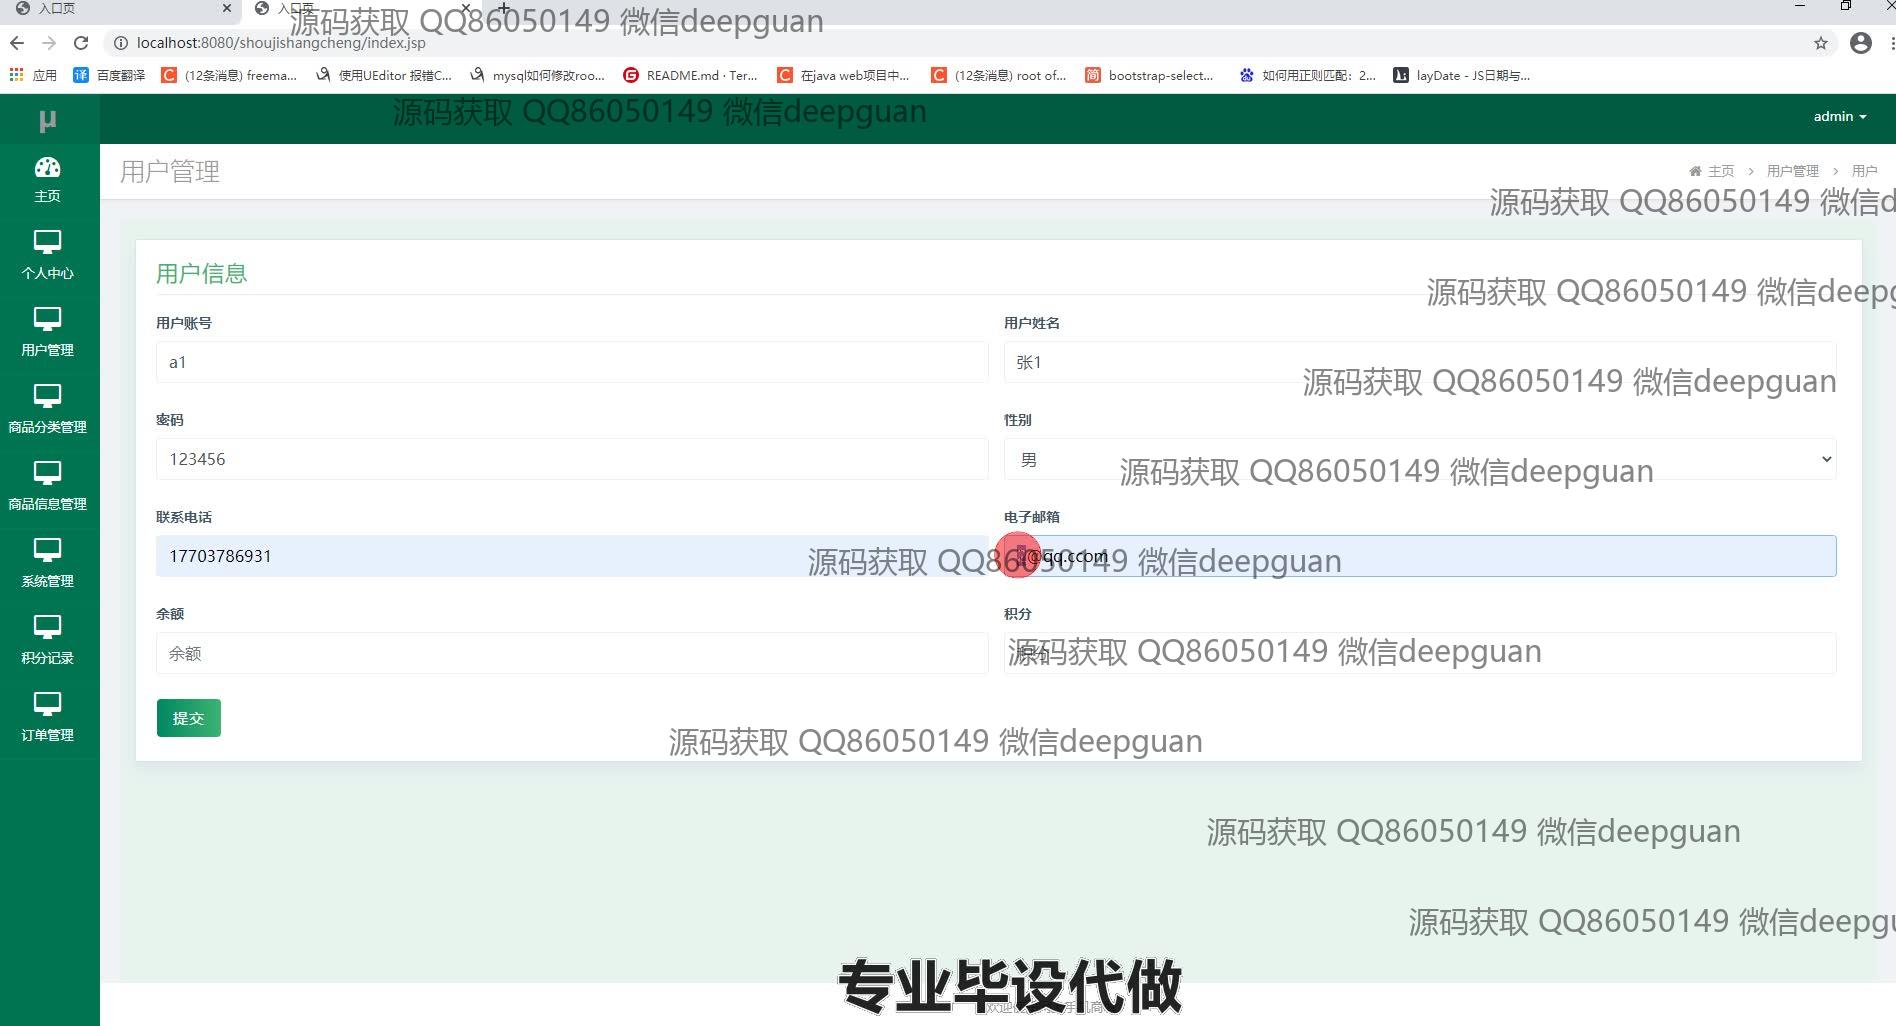 入口页
入口页
源码获取 QQ86050149 微信deepguan
localhost:8080/shoujishangcheng/index.jsp
应用 百度翻译 (12条消息) freema... 使用UEditor 报错C... mysql如何修改roo... README.md · Ter... 在java web项目中... (12条消息) root of... bootstrap-select... 如何用正则匹配：2... layDate - JS日期与...
μ
源码获取 QQ86050149 微信deepguan
admin
主页
用户管理
主页 > 用户管理 > 用户
源码获取 QQ86050149 微信d
个人中心
用户信息
源码获取 QQ86050149 微信deepg
用户账号 用户姓名
用户管理
a1 张1
源码获取 QQ86050149 微信deepguan
密码 性别
商品分类管理
123456 男
源码获取 QQ86050149 微信deepguan
商品信息管理
联系电话 电子邮箱
17703786931 @qq.ccom
源码获取 QQ86050149 微信deepguan
系统管理
余额 积分
余额
源码获取 QQ86050149 微信deepguan
积分记录
提交
订单管理
源码获取 QQ86050149 微信deepguan
源码获取 QQ86050149 微信deepguan
源码获取 QQ86050149 微信deepgu
专业毕设代做